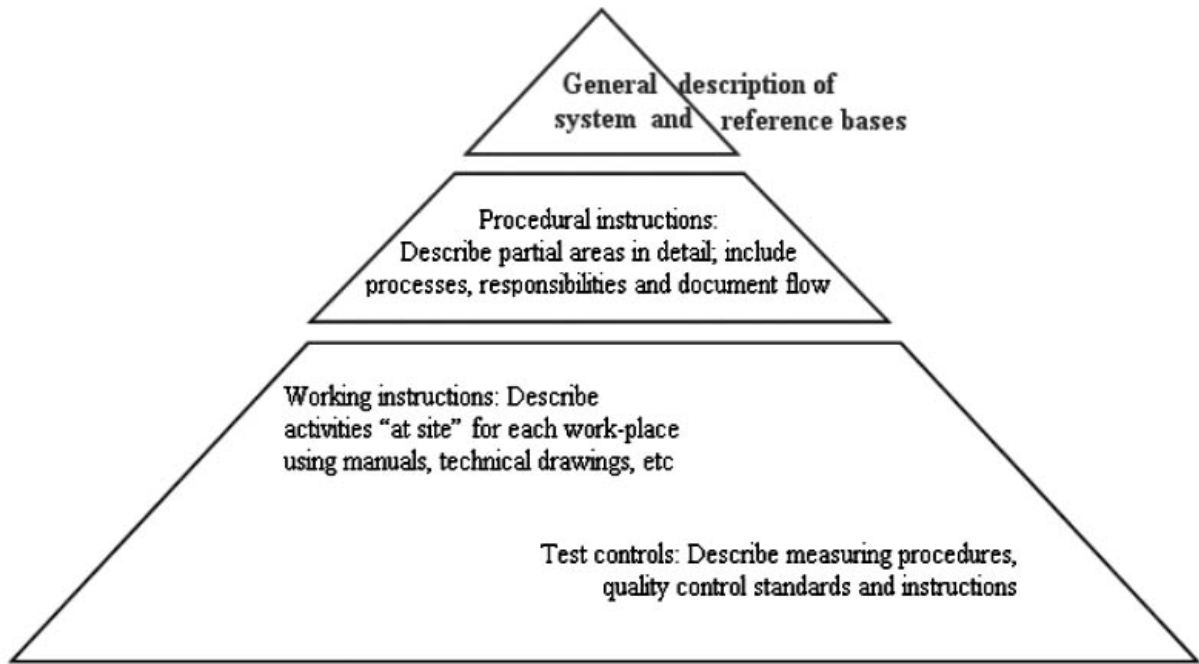 General description of
system and reference bases
Procedural instructions:
Describe partial areas in detail; include
processes, responsibilities and document flow
Working instructions: Describe
activities “at site” for each work-place
using manuals, technical drawings, etc
Test controls: Describe measuring procedures,
quality control standards and instructions